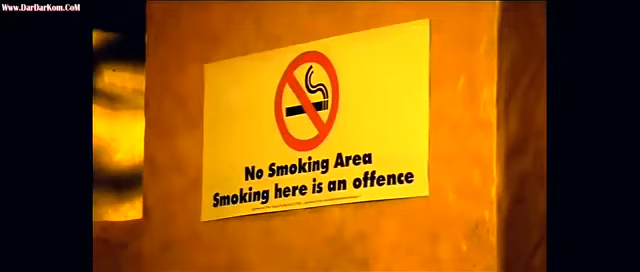 Www.DarDarKom.CoM
No Smoking Area
Smoking here is an offence